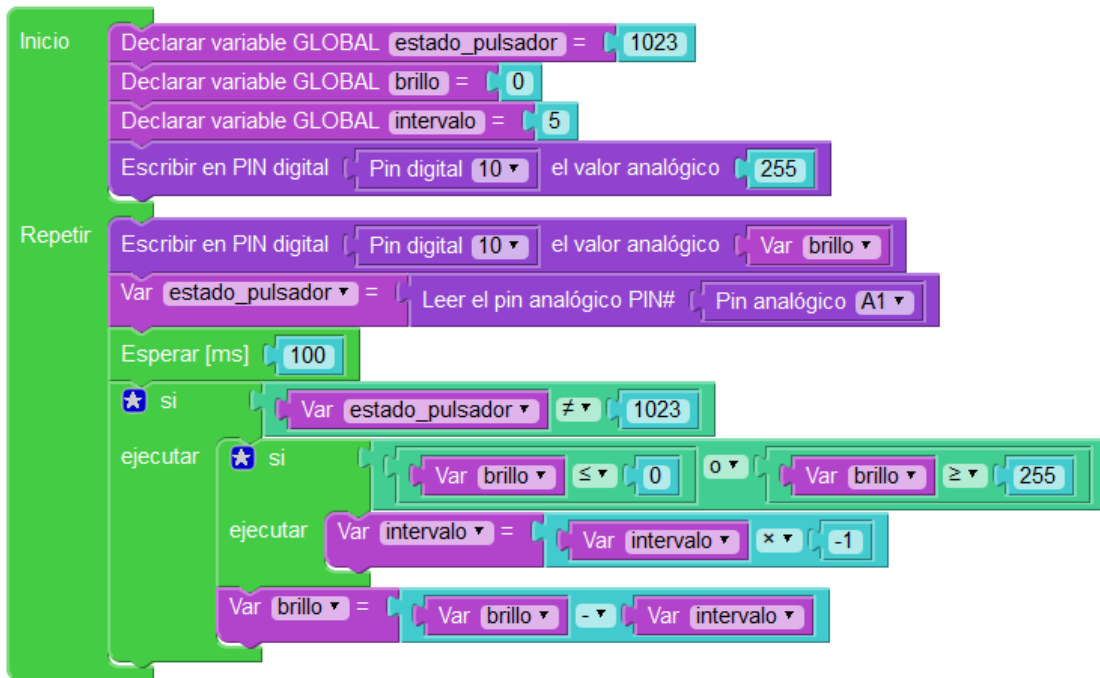 Inicio Declarar variable GLOBAL estado_pulsador = 1023
Declarar variable GLOBAL brillo = 0
Declarar variable GLOBAL intervalo = 5
Escribir en PIN digital Pin digital 10 el valor analógico 255
Repetir Escribir en PIN digital Pin digital 10 el valor analógico Var brillo
Var estado_pulsador = Leer el pin analógico PIN# Pin analógico A1
Esperar [ms] 100
si Var estado_pulsador ≠ 1023
ejecutar si Var brillo ≤ 0 o Var brillo ≥ 255
ejecutar Var intervalo = Var intervalo × -1
Var brillo = Var brillo - Var intervalo